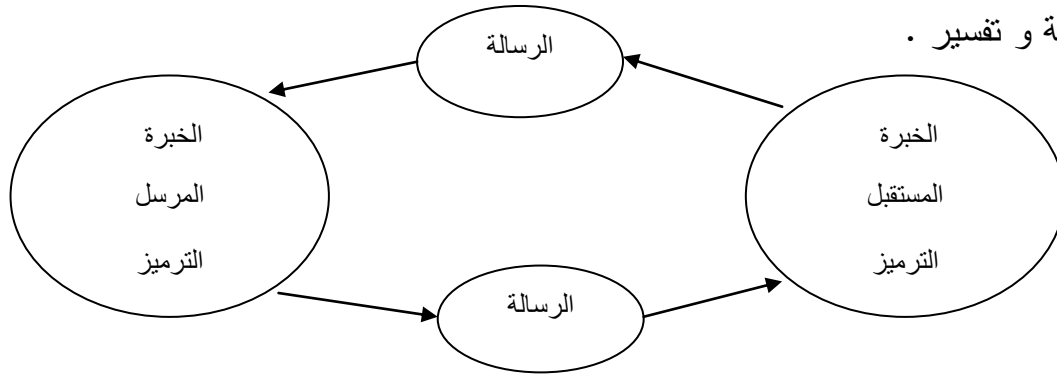 ة و تفسير .
الرسالة
الخبرة
المستقبل
الترميز
الخبرة
المرسل
الترميز
الرسالة